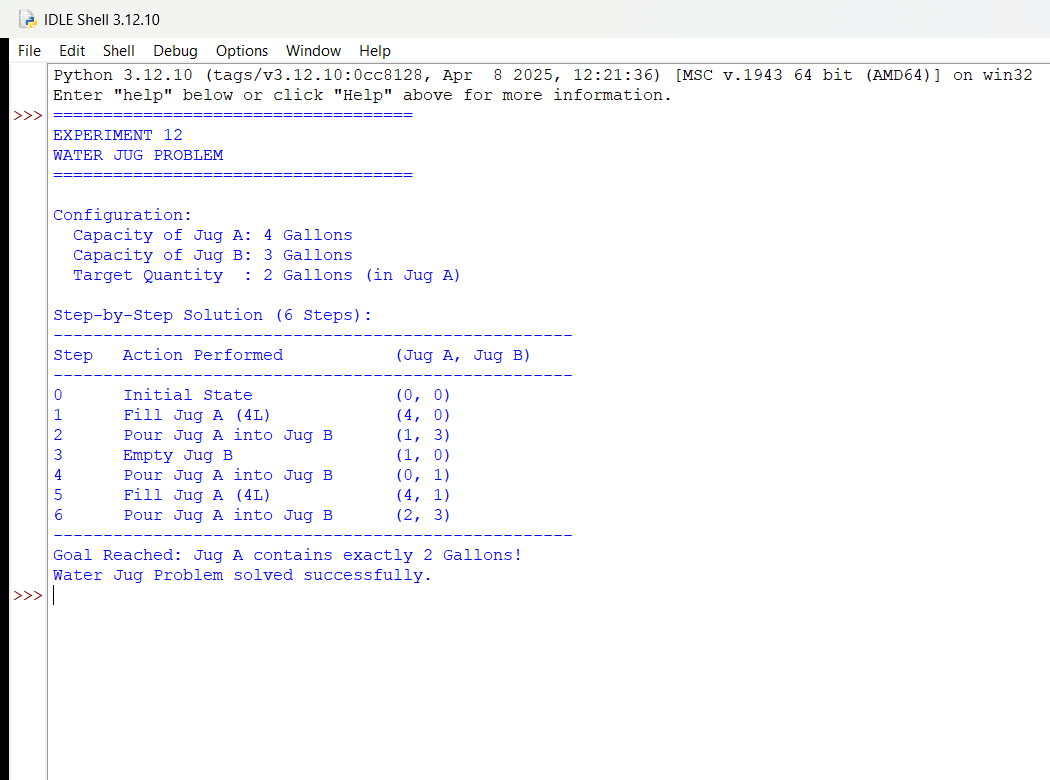 IDLE Shell 3.12.10
File Edit Shell Debug Options Window Help
Python 3.12.10 (tags/v3.12.10:0cc8128, Apr  8 2025, 12:21:36) [MSC v.1943 64 bit (AMD64)] on win32
Enter "help" below or click "Help" above for more information.
>>> ====================================
EXPERIMENT 12
WATER JUG PROBLEM
====================================
Configuration:
  Capacity of Jug A: 4 Gallons
  Capacity of Jug B: 3 Gallons
  Target Quantity  : 2 Gallons (in Jug A)
Step-by-Step Solution (6 Steps):
----------------------------------------------------
Step   Action Performed           (Jug A, Jug B)
----------------------------------------------------
0      Initial State              (0, 0)
1      Fill Jug A (4L)            (4, 0)
2      Pour Jug A into Jug B      (1, 3)
3      Empty Jug B                (1, 0)
4      Pour Jug A into Jug B      (0, 1)
5      Fill Jug A (4L)            (4, 1)
6      Pour Jug A into Jug B      (2, 3)
----------------------------------------------------
Goal Reached: Jug A contains exactly 2 Gallons!
Water Jug Problem solved successfully.
>>>